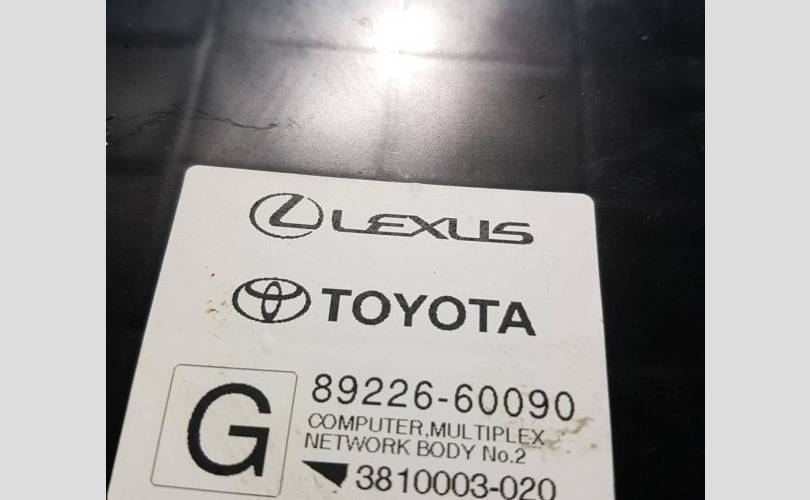 LEXUS
TOYOTA
G
89226-60090
COMPUTER,MULTIPLEX
NETWORK BODY No.2
3810003-020